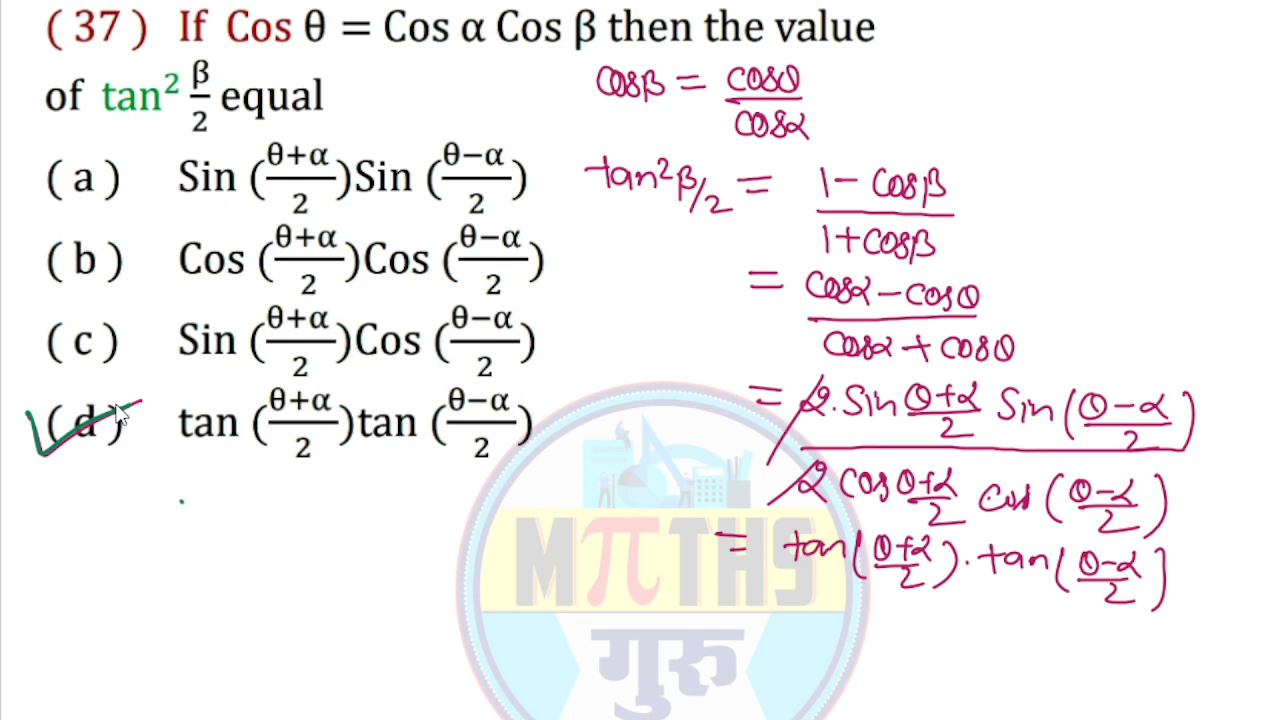 ( 37 ) If Cos θ = Cos α Cos β then the value
of tan² β/2 equal
( a ) Sin (θ+α/2)Sin (θ−α/2)
( b ) Cos (θ+α/2)Cos (θ−α/2)
( c ) Sin (θ+α/2)Cos (θ−α/2)
( d ) tan (θ+α/2)tan (θ−α/2)
cosβ = cosθ/cosα
tan²β/2 = 1 − cosβ/1+cosβ
= cosα − cosθ/cosα + cosθ
= 2. sin θ+α/2 sin (θ−α/2)/2 cos θ+α/2 cos (θ−α/2)
= tan(θ+α/2). tan(θ−α/2)
MπTHS
गुरु